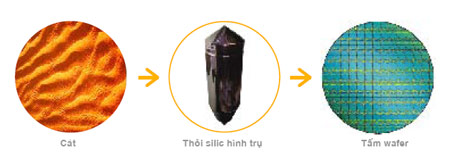 Cát
Thỏi silic hình trụ
Tấm wafer